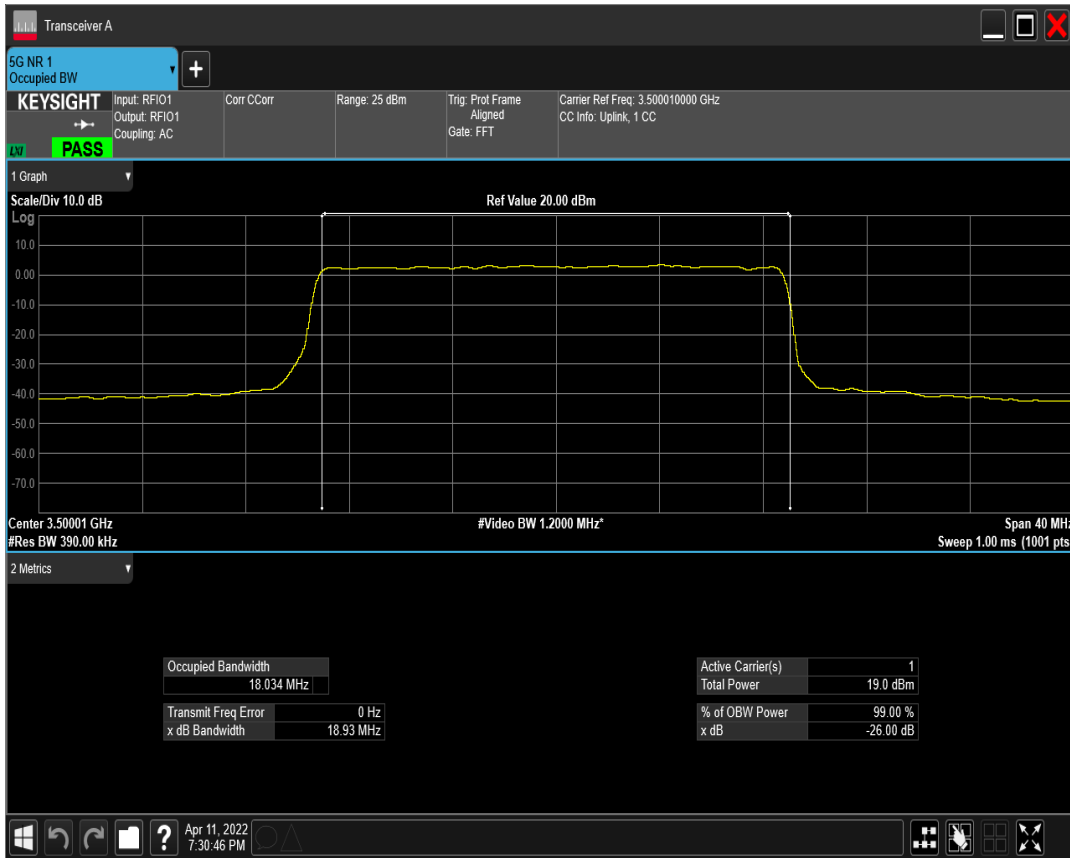 Transceiver A
5G NR 1
Occupied BW
KEYSIGHT
LXI PASS
Input: RFIO1
Output: RFIO1
Coupling: AC
Corr CCorr
Range: 25 dBm
Trig: Prot Frame
Aligned
Gate: FFT
Carrier Ref Freq: 3.500010000 GHz
CC Info: Uplink, 1 CC
1 Graph
Scale/Div 10.0 dB
Ref Value 20.00 dBm
Log
10.0
0.00
-10.0
-20.0
-30.0
-40.0
-50.0
-60.0
-70.0
Center 3.50001 GHz
#Video BW 1.2000 MHz*
Span 40 MHz
#Res BW 390.00 kHz
Sweep 1.00 ms (1001 pts
2 Metrics
Occupied Bandwidth
18.034 MHz
Transmit Freq Error 0 Hz
x dB Bandwidth 18.93 MHz
Active Carrier(s) 1
Total Power 19.0 dBm
% of OBW Power 99.00 %
x dB -26.00 dB
?
Apr 11, 2022
7:30:46 PM